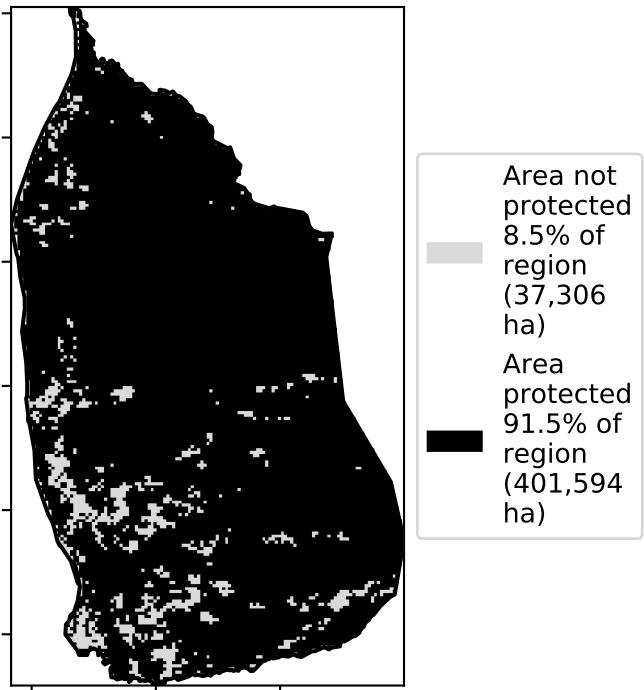 Area not
protected
8.5% of
region
(37,306
ha)
Area
protected
91.5% of
region
(401,594
ha)